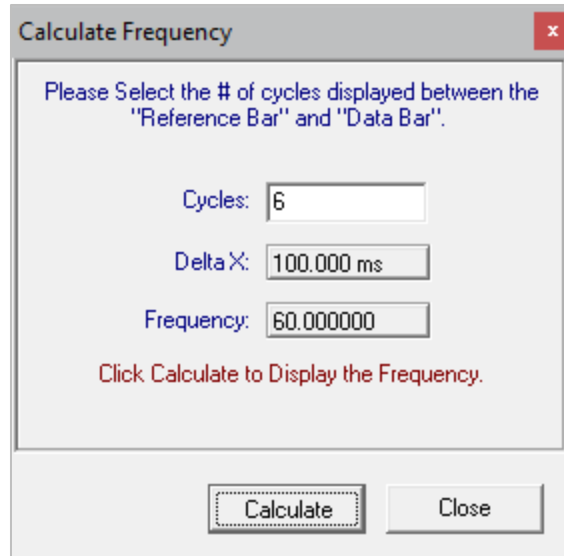 Calculate Frequency
x
Please Select the # of cycles displayed between the
"Reference Bar" and "Data Bar".
Cycles: 6
Delta X: 100.000 ms
Frequency: 60.000000
Click Calculate to Display the Frequency.
Calculate Close